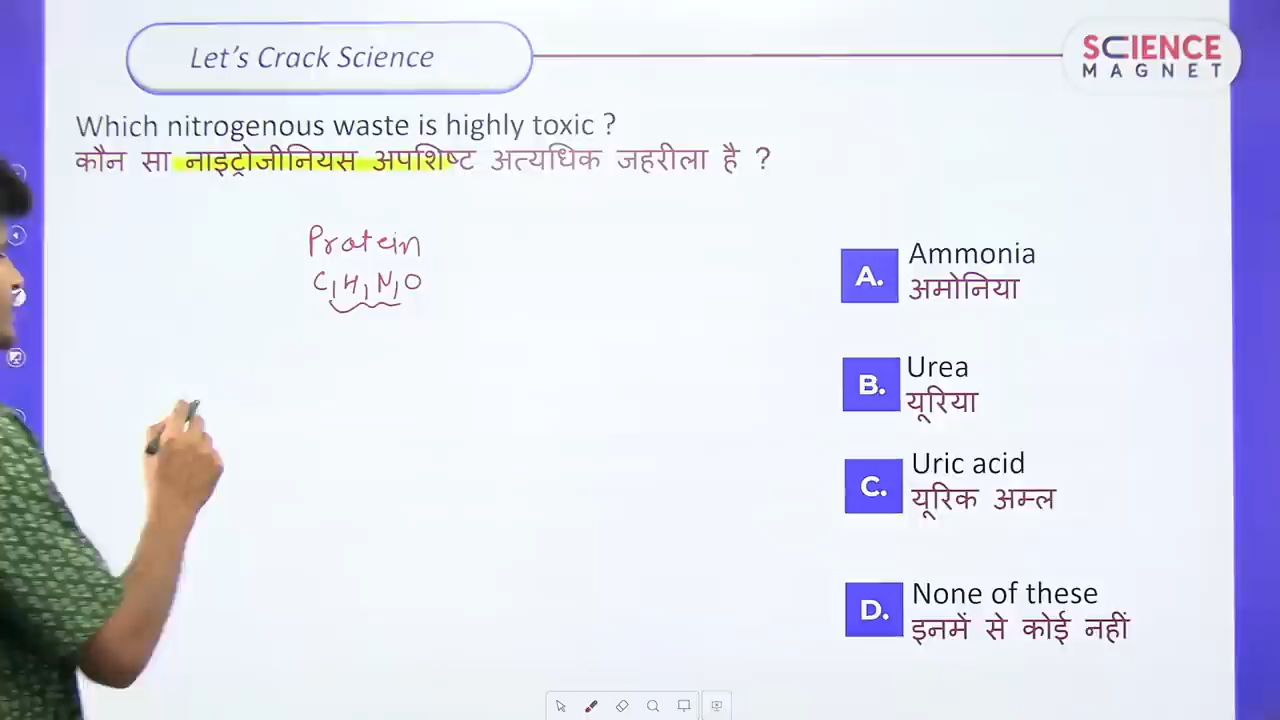 Let's Crack Science
SCIENCE
MAGNET
Which nitrogenous waste is highly toxic ?
कौन सा नाइट्रोजीनियस अपशिष्ट अत्यधिक जहरीला है ?
Protein
C, H, N, O
A. Ammonia
अमोनिया
B. Urea
यूरिया
C. Uric acid
यूरिक अम्ल
D. None of these
इनमें से कोई नहीं